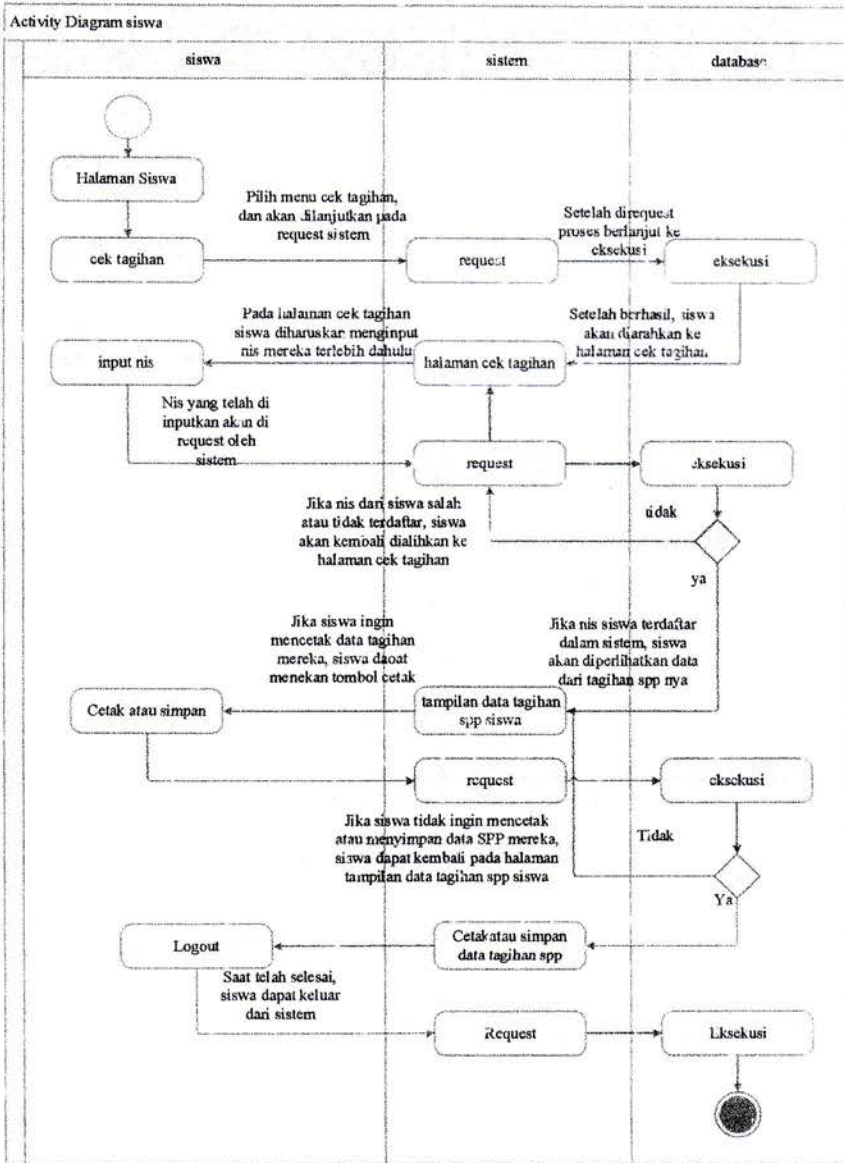 Activity Diagram siswa
siswa
sistem
database
Halaman Siswa
Pilih menu cek tagihan,
dan akan dilanjutkan pada
request sistem
Setelah direquest
proses berlanjut ke
eksekusi
cek tagihan
request
eksekusi
Pada halaman cek tagihan
siswa diharuskan menginput
nis mereka terlebih dahulu
Setelah berhasil, siswa
akan diarahkan ke
halaman cek tagihan
input nis
halaman cek tagihan
Nis yang telah di
inputkan akan di
request oleh
sistem
request
eksekusi
Jika nis dari siswa salah
atau tidak terdaftar, siswa
akan kembali dialihkan ke
halaman cek tagihan
tidak
ya
Jika siswa ingin
mencetak data tagihan
mereka, siswa daoat
menekan tombol cetak
Jika nis siswa terdaftar
dalam sistem, siswa
akan diperlihatkan data
dari tagihan spp nya
Cetak atau simpan
tampilan data tagihan
spp siswa
request
eksekusi
Jika siswa tidak ingin mencetak
atau menyimpan data SPP mereka,
siswa dapat kembali pada halaman
tampilan data tagihan spp siswa
Tidak
Ya
Logout
Cetak atau simpan
data tagihan spp
Saat telah selesai,
siswa dapat keluar
dari sistem
Request
Eksekusi